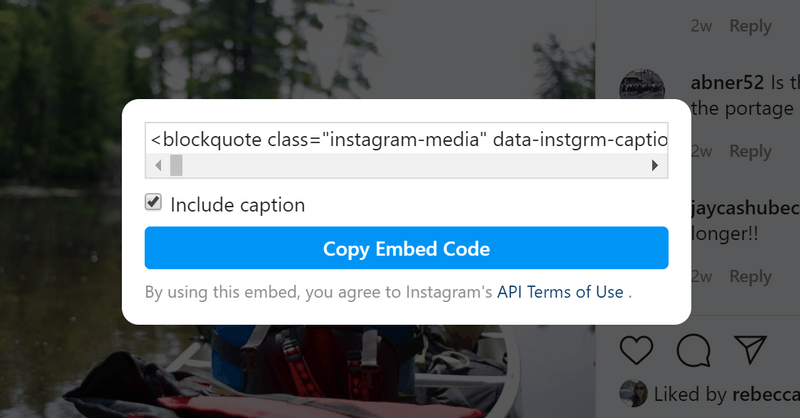 2w Reply
abner52 Is th
the portage
<blockquote class="instagram-media" data-instgrm-captio
2w Reply
Include caption
jaycashubec
longer!!
Copy Embed Code
2w Reply
By using this embed, you agree to Instagram's API Terms of Use .
Liked by rebecca